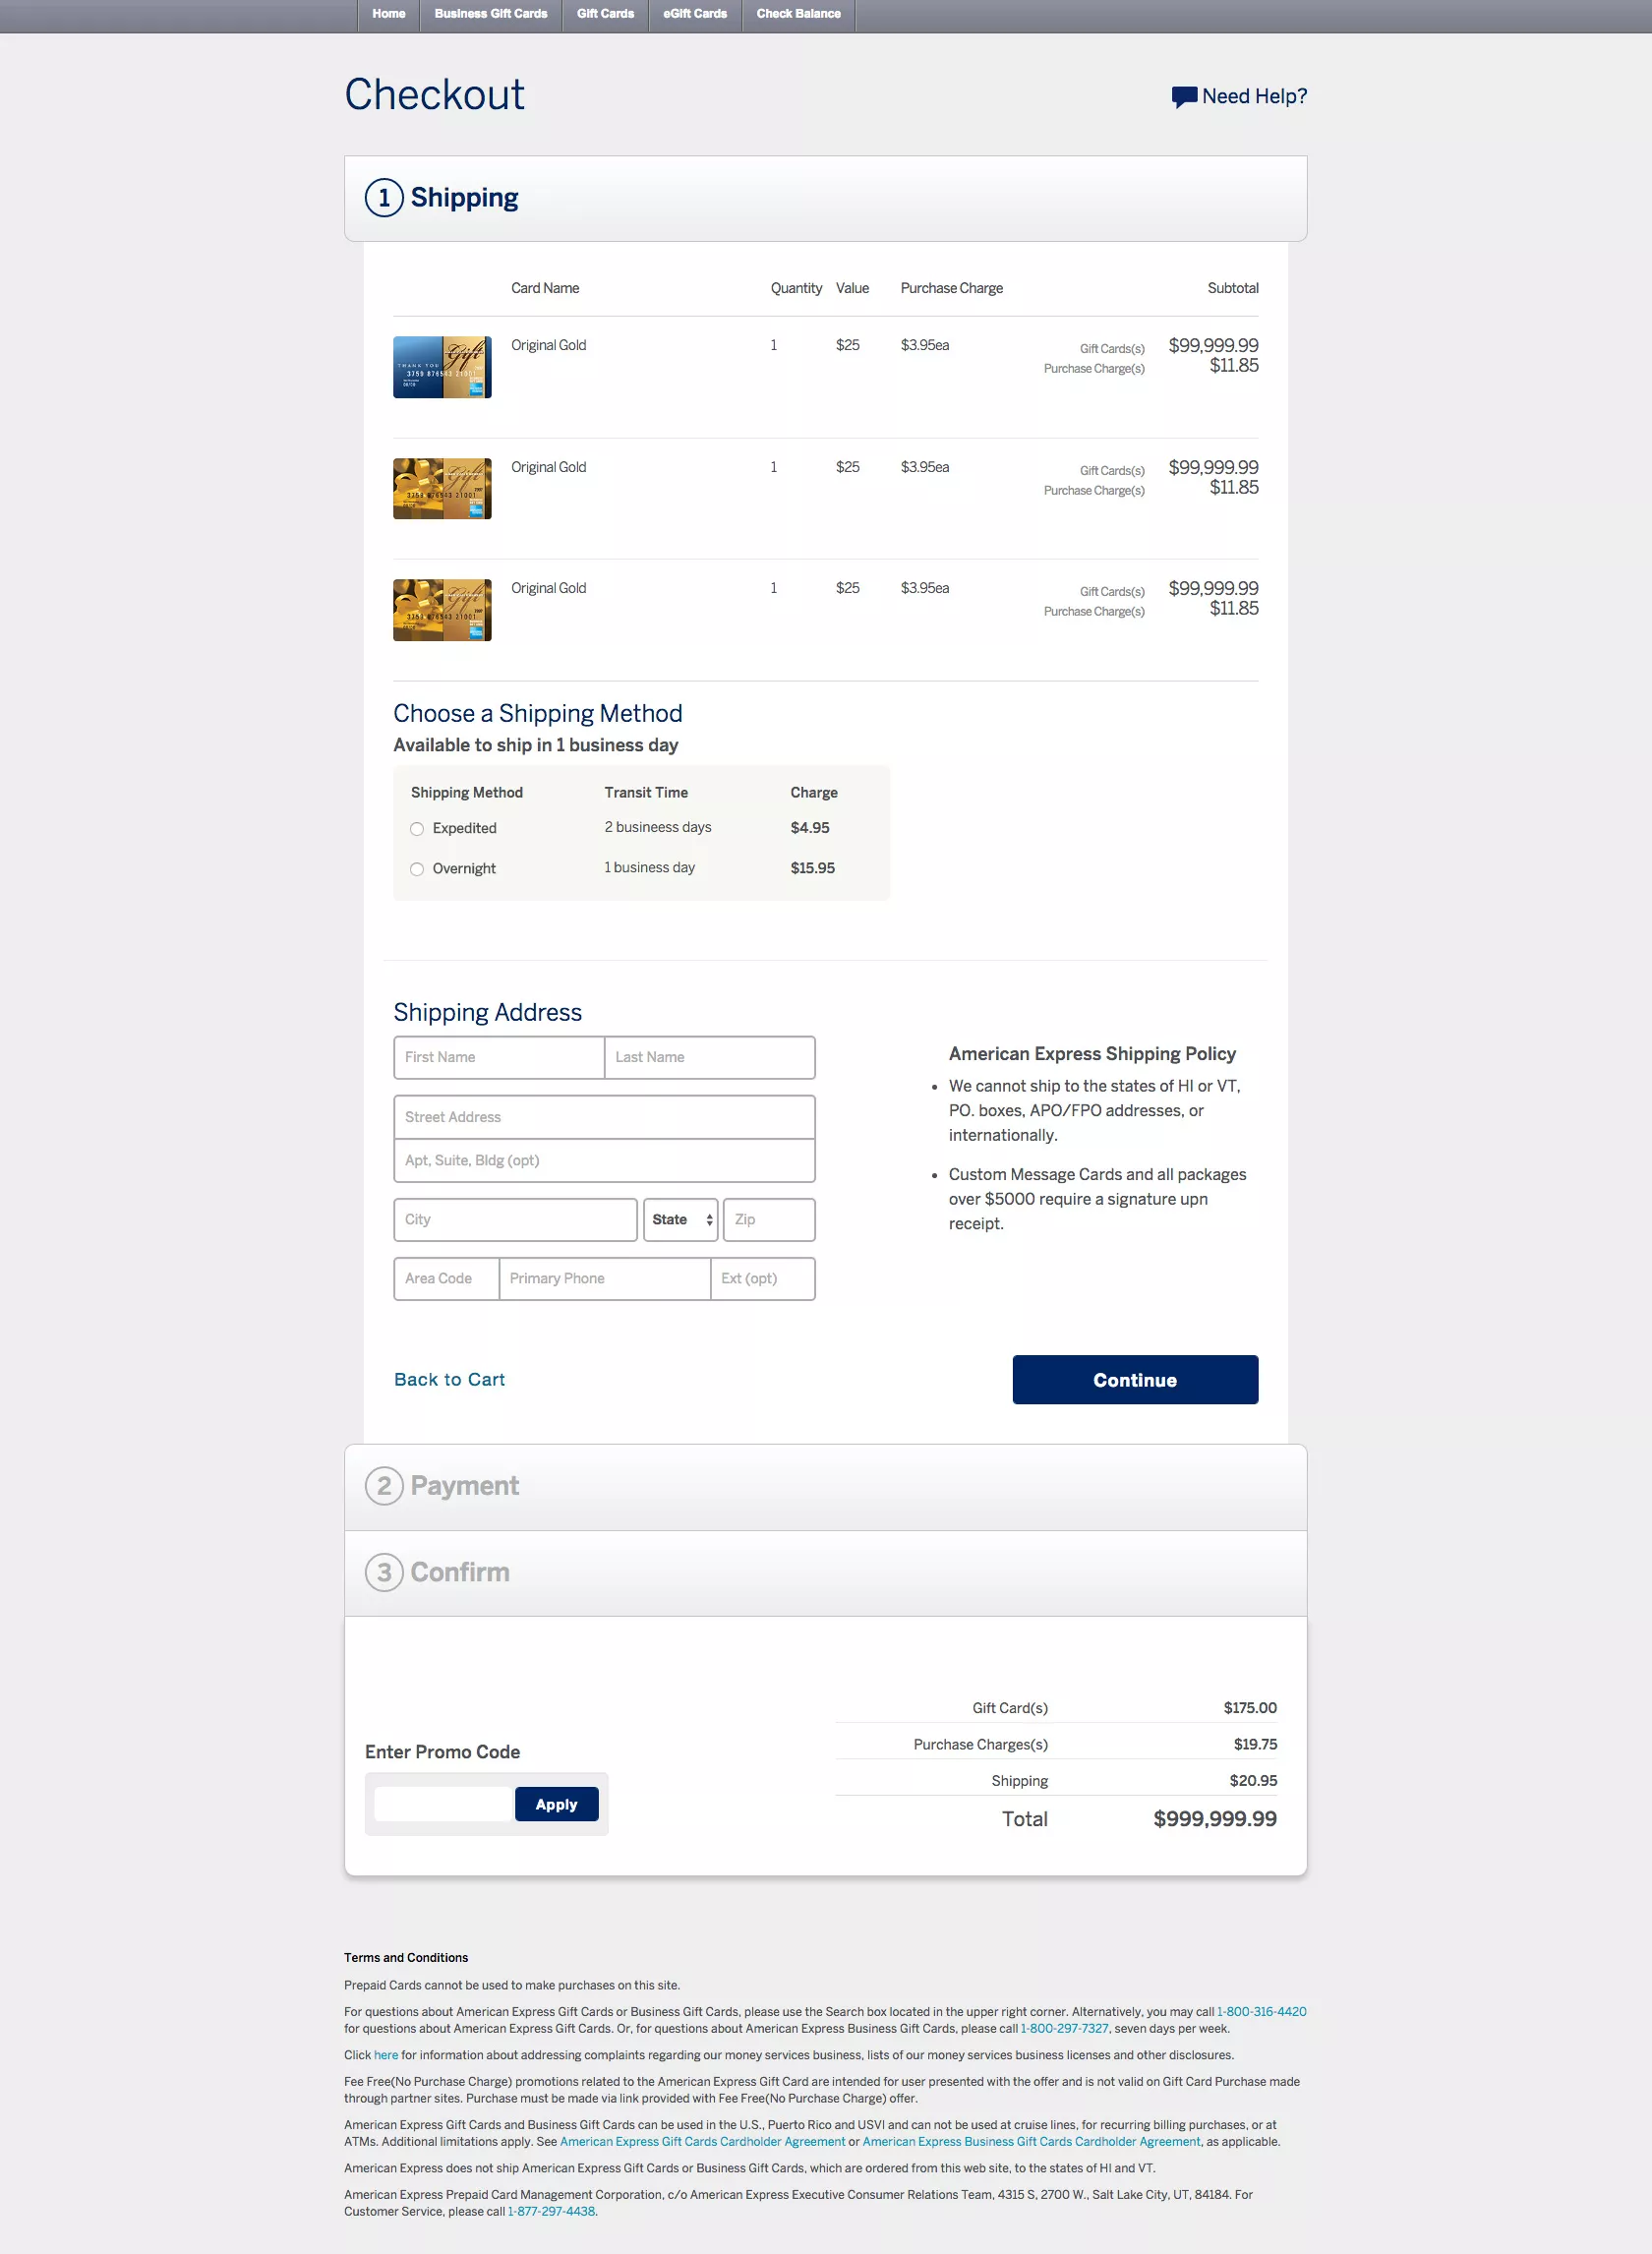 Home Business Gift Cards Gift Cards eGift Cards Check Balance
Checkout
Need Help?
1 Shipping
Card Name Quantity Value Purchase Charge Subtotal
THANK YOU Gift
3759 876543 21001
Original Gold 1 $25 $3.95ea Gift Cards(s) $99,999.99
Purchase Charge(s) $11.85
Gift
3759 876543 21001
Original Gold 1 $25 $3.95ea Gift Cards(s) $99,999.99
Purchase Charge(s) $11.85
Gift
3759 876543 21001
Original Gold 1 $25 $3.95ea Gift Cards(s) $99,999.99
Purchase Charge(s) $11.85
Choose a Shipping Method
Available to ship in 1 business day
Shipping Method Transit Time Charge
Expedited 2 busineess days $4.95
Overnight 1 business day $15.95
Shipping Address
First Name Last Name
Street Address
Apt, Suite, Bldg (opt)
City State Zip
Area Code Primary Phone Ext (opt)
American Express Shipping Policy
• We cannot ship to the states of HI or VT,
PO. boxes, APO/FPO addresses, or
internationally.
• Custom Message Cards and all packages
over $5000 require a signature upn
receipt.
Back to Cart
Continue
2 Payment
3 Confirm
Gift Card(s) $175.00
Purchase Charges(s) $19.75
Shipping $20.95
Total $999,999.99
Enter Promo Code
Apply
Terms and Conditions
Prepaid Cards cannot be used to make purchases on this site.
For questions about American Express Gift Cards or Business Gift Cards, please use the Search box located in the upper right corner. Alternatively, you may call 1-800-316-4420
for questions about American Express Gift Cards. Or, for questions about American Express Business Gift Cards, please call 1-800-297-7327, seven days per week.
Click here for information about addressing complaints regarding our money services business, lists of our money services business licenses and other disclosures.
Fee Free(No Purchase Charge) promotions related to the American Express Gift Card are intended for user presented with the offer and is not valid on Gift Card Purchase made
through partner sites. Purchase must be made via link provided with Fee Free(No Purchase Charge) offer.
American Express Gift Cards and Business Gift Cards can be used in the U.S., Puerto Rico and USVI and can not be used at cruise lines, for recurring billing purchases, or at
ATMs. Additional limitations apply. See American Express Gift Cards Cardholder Agreement or American Express Business Gift Cards Cardholder Agreement, as applicable.
American Express does not ship American Express Gift Cards or Business Gift Cards, which are ordered from this web site, to the states of HI and VT.
American Express Prepaid Card Management Corporation, c/o American Express Executive Consumer Relations Team, 4315 S, 2700 W., Salt Lake City, UT, 84184. For
Customer Service, please call 1-877-297-4438.